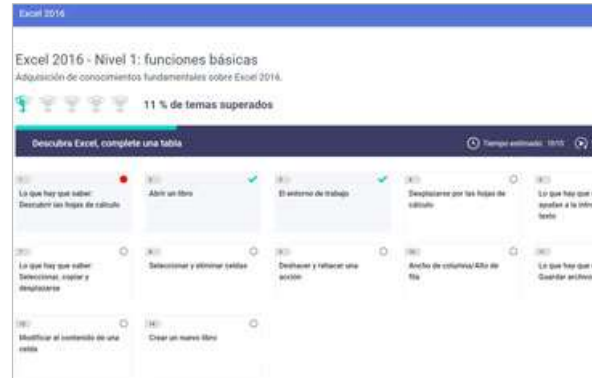 Excel 2016
Excel 2016 - Nivel 1: funciones básicas
Adquisición de conocimientos fundamentales sobre Excel 2016.
11 % de temas superados
Descubra Excel, complete una tabla
Tiempo estimado
Lo que hay que saber:
Descubrir las hojas de cálculo
Abrir un libro
El entorno de trabajo
Desplazarse por las hojas de
cálculo
Lo que hay que
ayudan a la
texto
Lo que hay que saber:
Seleccionar, copiar y
desplazarse
Seleccionar y eliminar celdas
Deshacer y rehacer una
acción
Ancho de columna/Alto de
fila
Lo que hay que
Guardar
Modificar el contenido de una
celda
Crear un nuevo libro